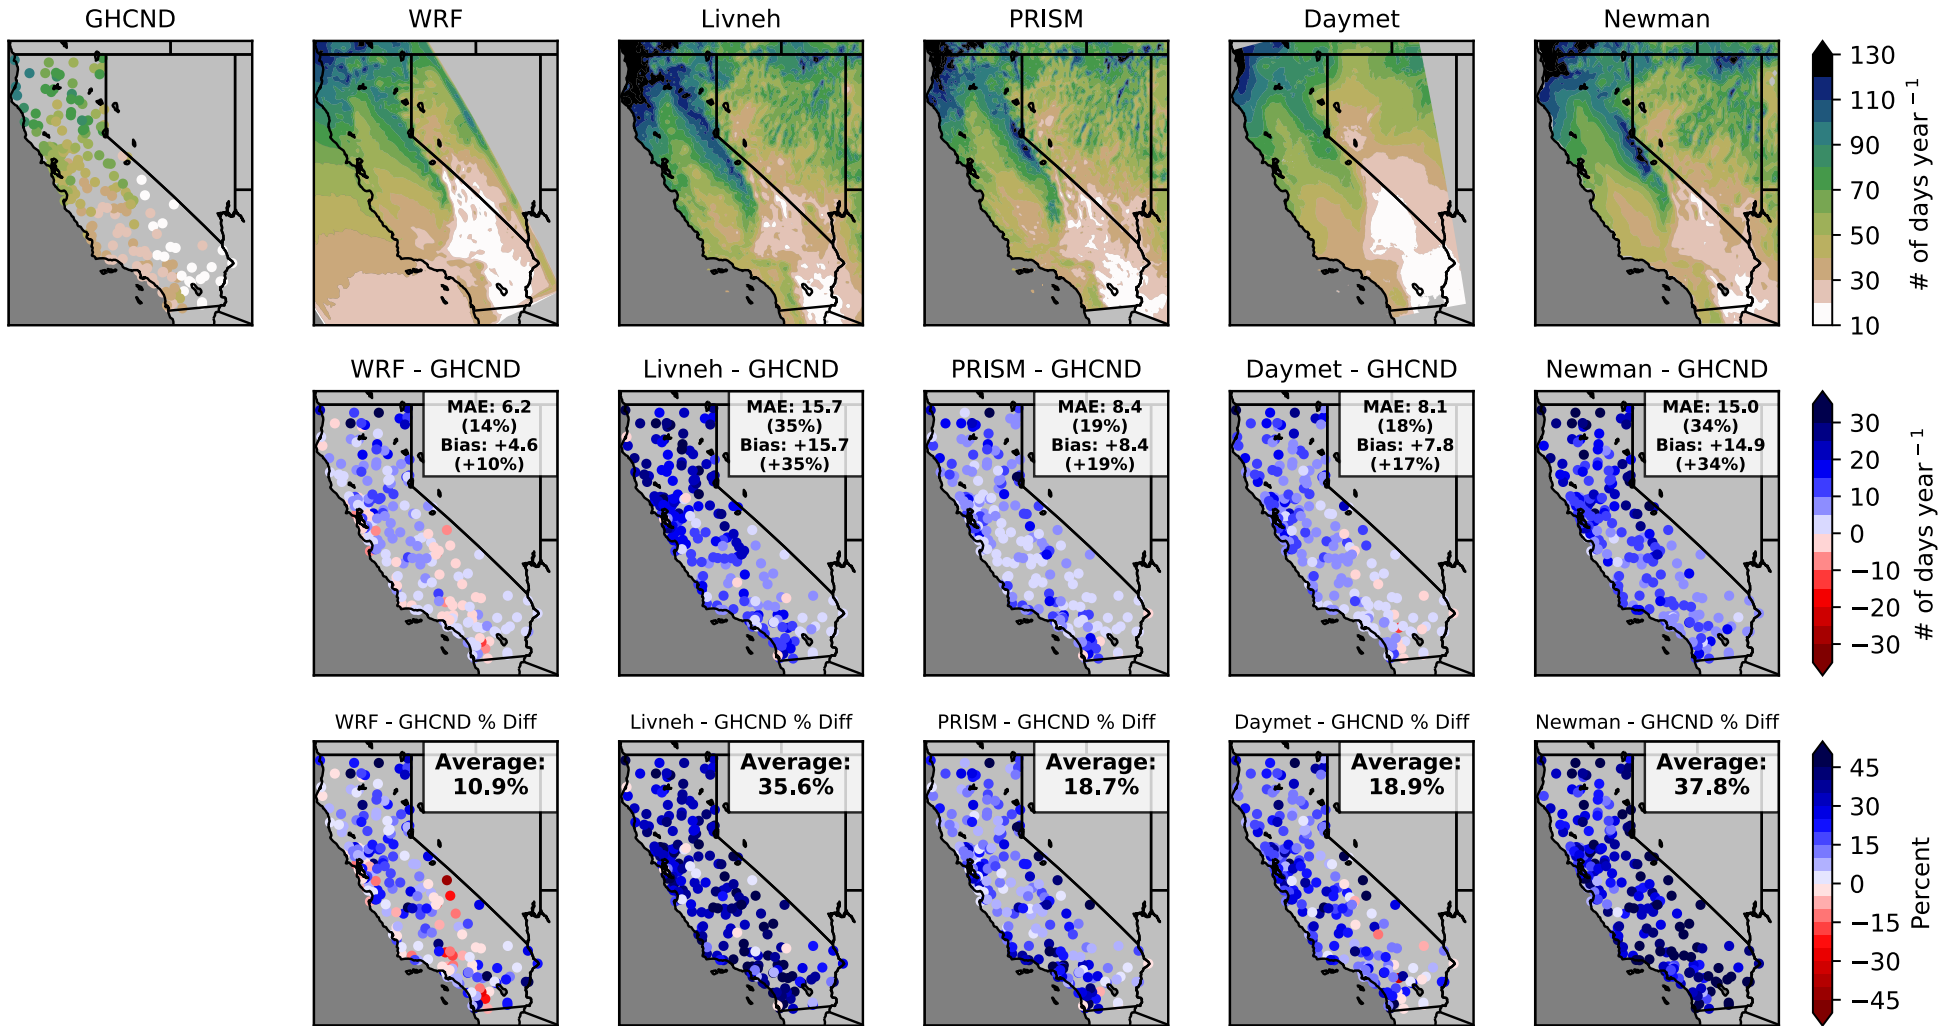 GHCND
WRF
Livneh
PRISM
Daymet
Newman
130
110
90
70
50
30
10
# of days year⁻¹
WRF - GHCND
Livneh - GHCND
PRISM - GHCND
Daymet - GHCND
Newman - GHCND
MAE: 6.2
(14%)
Bias: +4.6
(+10%)
MAE: 15.7
(35%)
Bias: +15.7
(+35%)
MAE: 8.4
(19%)
Bias: +8.4
(+19%)
MAE: 8.1
(18%)
Bias: +7.8
(+17%)
MAE: 15.0
(34%)
Bias: +14.9
(+34%)
30
20
10
0
−10
−20
−30
# of days year⁻¹
WRF - GHCND % Diff
Livneh - GHCND % Diff
PRISM - GHCND % Diff
Daymet - GHCND % Diff
Newman - GHCND % Diff
Average:
10.9%
Average:
35.6%
Average:
18.7%
Average:
18.9%
Average:
37.8%
45
30
15
0
−15
−30
−45
Percent